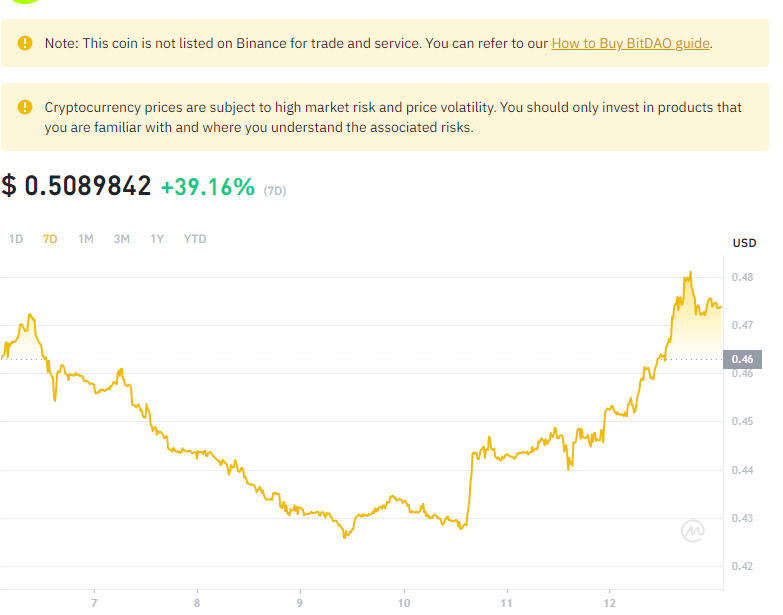 Note: This coin is not listed on Binance for trade and service. You can refer to our How to Buy BitDAO guide.
Cryptocurrency prices are subject to high market risk and price volatility. You should only invest in products that
you are familiar with and where you understand the associated risks.
$ 0.5089842 +39.16% (7D)
1D 7D 1M 3M 1Y YTD
USD
0.48
0.47
0.46
0.46
0.45
0.44
0.43
0.42
7 8 9 10 11 12